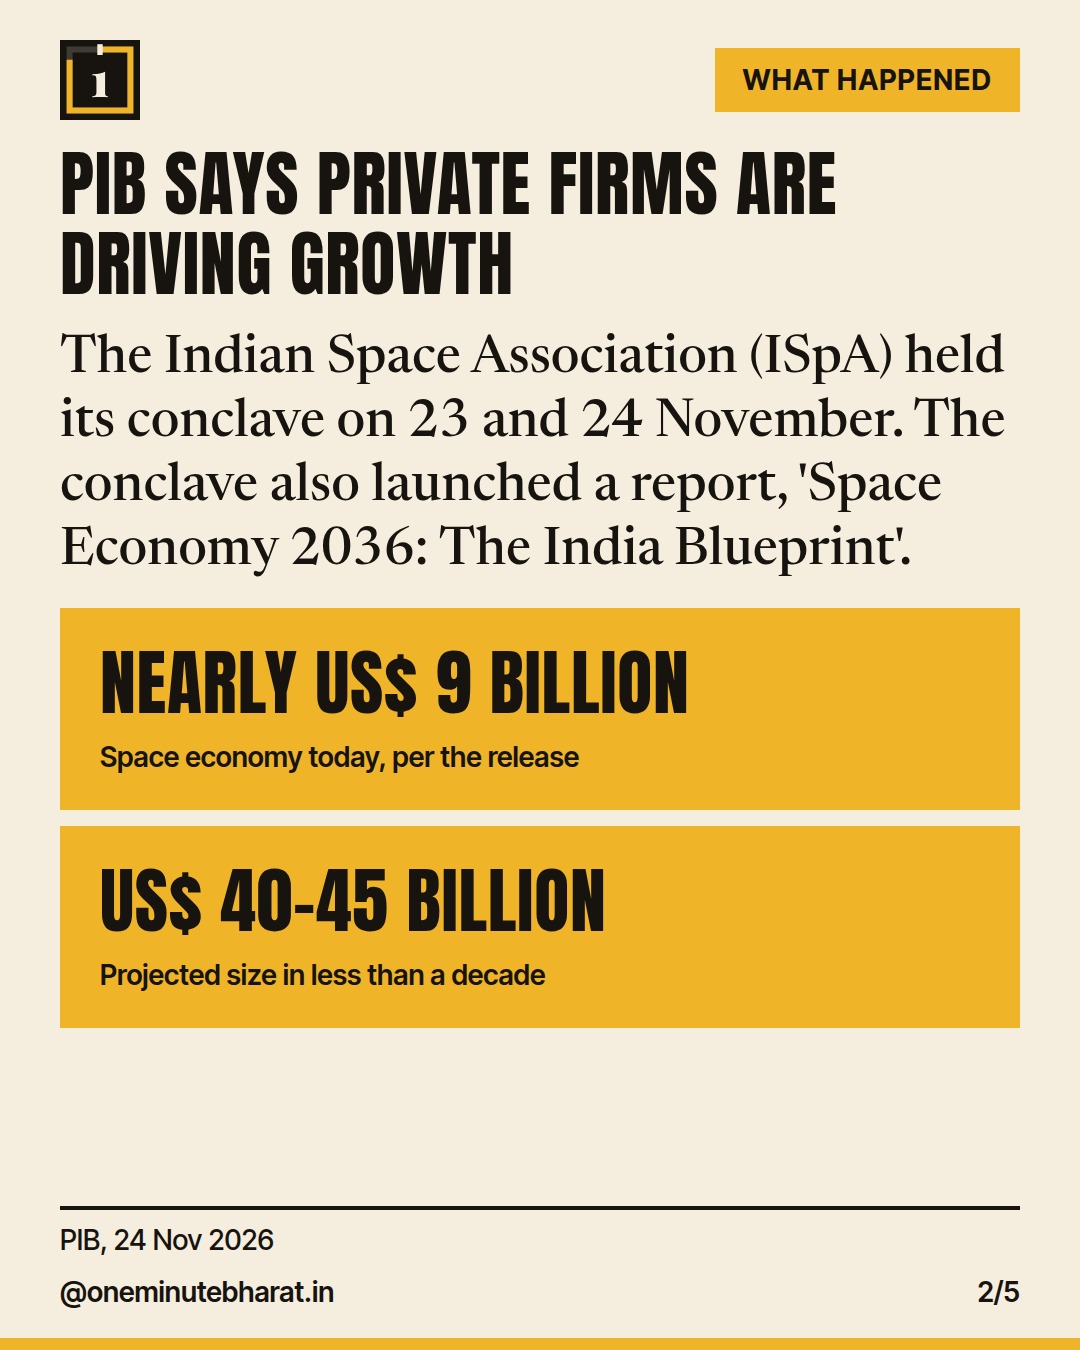 1
WHAT HAPPENED
PIB SAYS PRIVATE FIRMS ARE
DRIVING GROWTH
The Indian Space Association (ISpA) held
its conclave on 23 and 24 November. The
conclave also launched a report, 'Space
Economy 2036: The India Blueprint'.
NEARLY US$ 9 BILLION
Space economy today, per the release
US$ 40-45 BILLION
Projected size in less than a decade
PIB, 24 Nov 2026
@oneminutebharat.in
2/5